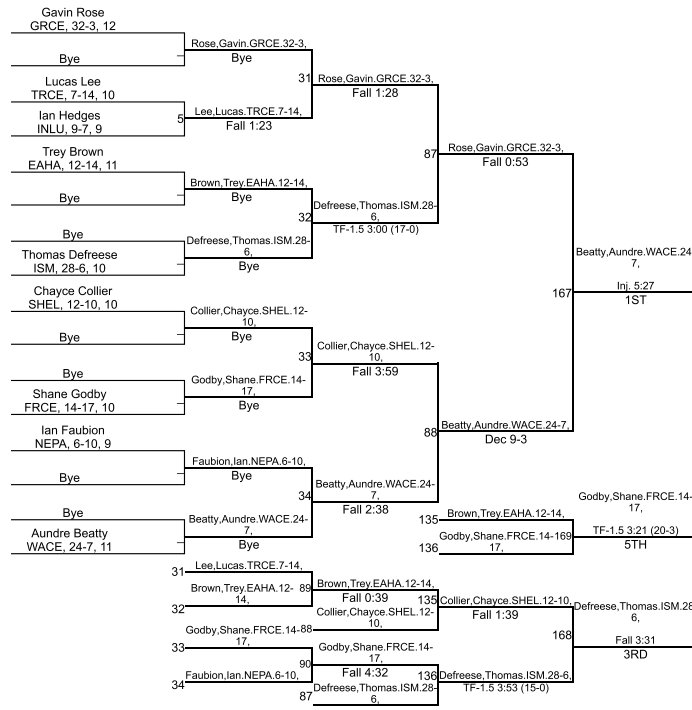 Gavin Rose
GRCE, 32-3, 12
Rose,Gavin.GRCE.32-3,
Bye
Bye
31
Rose,Gavin.GRCE.32-3,
Fall 1:28
Lucas Lee
TRCE, 7-14, 10
5
Lee,Lucas.TRCE.7-14,
Fall 1:23
Ian Hedges
INLU, 9-7, 9
87
Rose,Gavin.GRCE.32-3,
Fall 0:53
Trey Brown
EAHA, 12-14, 11
Brown,Trey.EAHA.12-14,
Bye
Bye
32
Defreese,Thomas.ISM.28-
6,
TF-1.5 3:00 (17-0)
Bye
Defreese,Thomas.ISM.28-
6,
Bye
Thomas Defreese
ISM, 28-6, 10
167
Beatty,Aundre.WACE.24-
7,
Inj. 5:27
1ST
Chayce Collier
SHEL, 12-10, 10
Collier,Chayce.SHEL.12-
10,
Bye
Bye
33
Collier,Chayce.SHEL.12-
10,
Fall 3:59
Bye
Godby,Shane.FRCE.14-
17,
Bye
Shane Godby
FRCE, 14-17, 10
88
Beatty,Aundre.WACE.24-7,
Dec 9-3
Ian Faubion
NEPA, 6-10, 9
Faubion,Ian.NEPA.6-10,
Bye
Bye
34
Beatty,Aundre.WACE.24-
7,
Fall 2:38
Bye
Beatty,Aundre.WACE.24-
7,
Bye
Aundre Beatty
WACE, 24-7, 11
135
Brown,Trey.EAHA.12-14,
136
Godby,Shane.FRCE.14-
17,
169
Godby,Shane.FRCE.14-
17,
TF-1.5 3:21 (20-3)
5TH
31
Lee,Lucas.TRCE.7-14,
32
Brown,Trey.EAHA.12-
14,
89
Brown,Trey.EAHA.12-14,
Fall 0:39
88
Collier,Chayce.SHEL.12-
10,
135
Collier,Chayce.SHEL.12-10,
Fall 1:39
33
Godby,Shane.FRCE.14-
17,
34
Faubion,Ian.NEPA.6-10,
90
Godby,Shane.FRCE.14-
17,
Fall 4:32
87
Defreese,Thomas.ISM.28-
6,
136
Defreese,Thomas.ISM.28-6,
TF-1.5 3:53 (15-0)
168
Defreese,Thomas.ISM.28-
6,
Fall 3:31
3RD